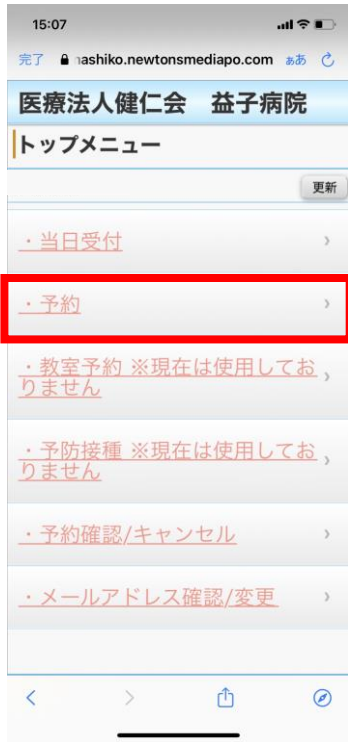 15:07
完了 ashiko.newtonsmediapo.com ぁあ
医療法人健仁会 益子病院
トップメニュー
更新
・当日受付
・予約
・教室予約 ※現在は使用してお
りません
・予防接種 ※現在は使用してお
りません
・予約確認/キャンセル
・メールアドレス確認/変更